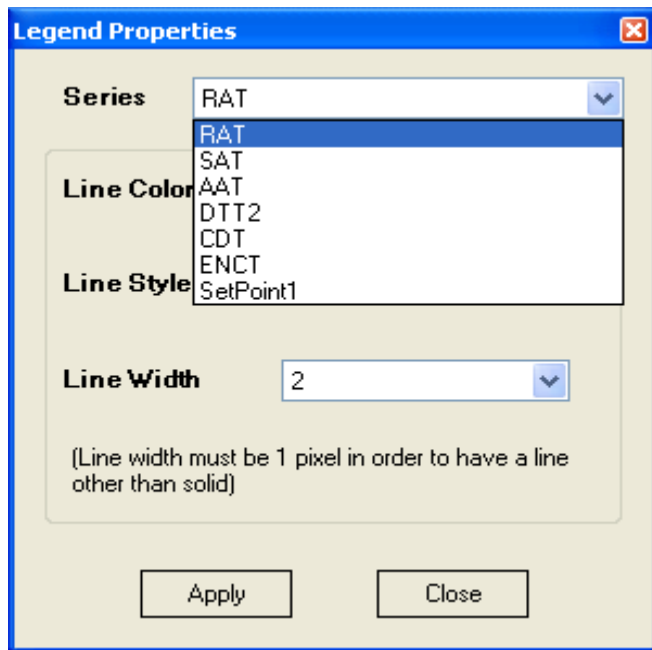 Legend Properties
Series
RAT
RAT
SAT
AAT
DTT2
CDT
ENCT
SetPoint1
Line Color
Line Style
Line Width
2
(Line width must be 1 pixel in order to have a line
other than solid)
Apply
Close